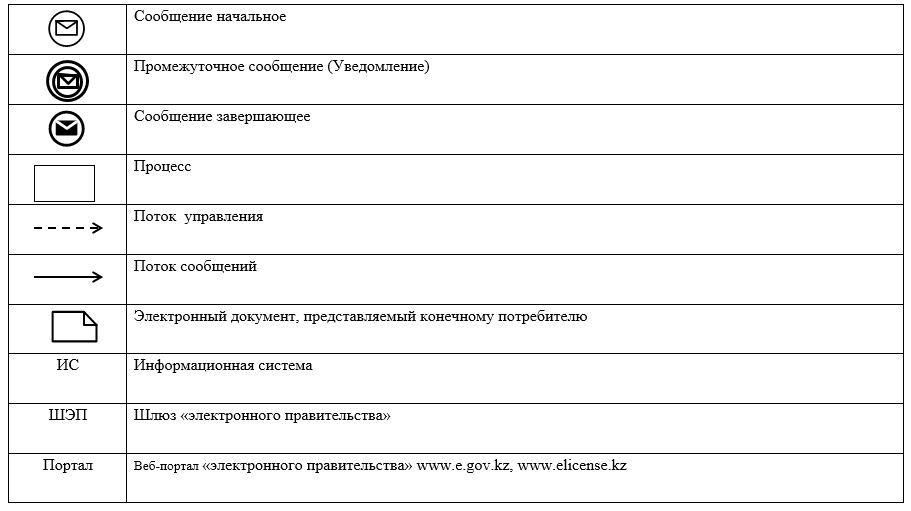 Сообщение начальное
Промежуточное сообщение (Уведомление)
Сообщение завершающее
Процесс
Поток  управления
Поток сообщений
Электронный документ, представляемый конечному потребителю
ИС Информационная система
ШЭП Шлюз «электронного правительства»
Портал Веб-портал «электронного правительства» www.e.gov.kz, www.elicense.kz